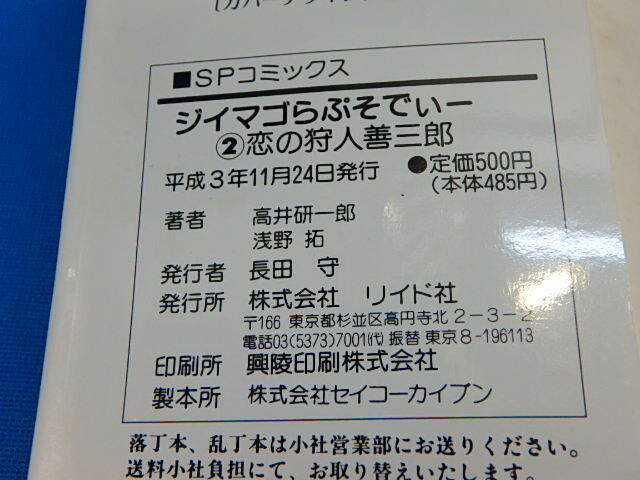 (カバーデザイン
■SPコミックス
ジイマゴらぷそでぃー
②恋の狩人善三郎
平成3年11月24日発行 ●定価500円
(本体485円)
著者 高井研一郎
浅野 拓
発行者 長田 守
発行所 株式会社 リイド社
〒166 東京都杉並区高円寺北2-3-2
電話03(5373)7001㈹ 振替 東京8-196113
印刷所 興陵印刷株式会社
製本所 株式会社セイコーカイブン
落丁本、乱丁本は小社営業部にお送りください。
送料小社負担にて、お取り替えいたします。